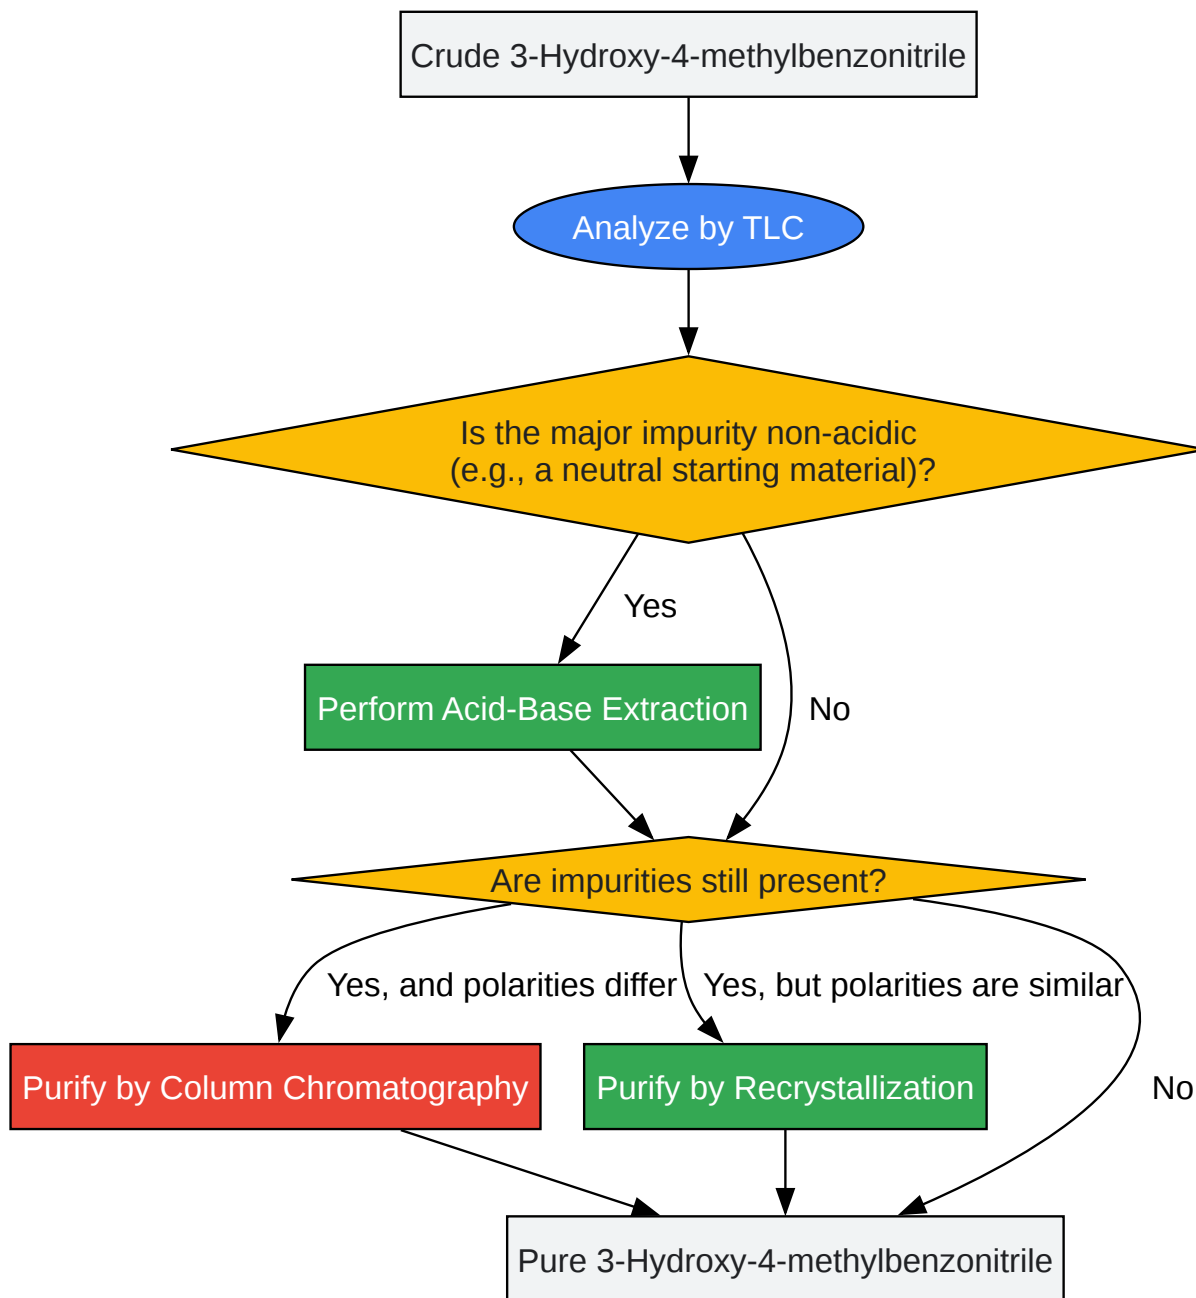 Crude 3-Hydroxy-4-methylbenzonitrile
Analyze by TLC
Is the major impurity non-acidic
(e.g., a neutral starting material)?
Yes
Perform Acid-Base Extraction
No
Are impurities still present?
Yes, and polarities differ
Yes, but polarities are similar
Purify by Column Chromatography
Purify by Recrystallization
No
Pure 3-Hydroxy-4-methylbenzonitrile